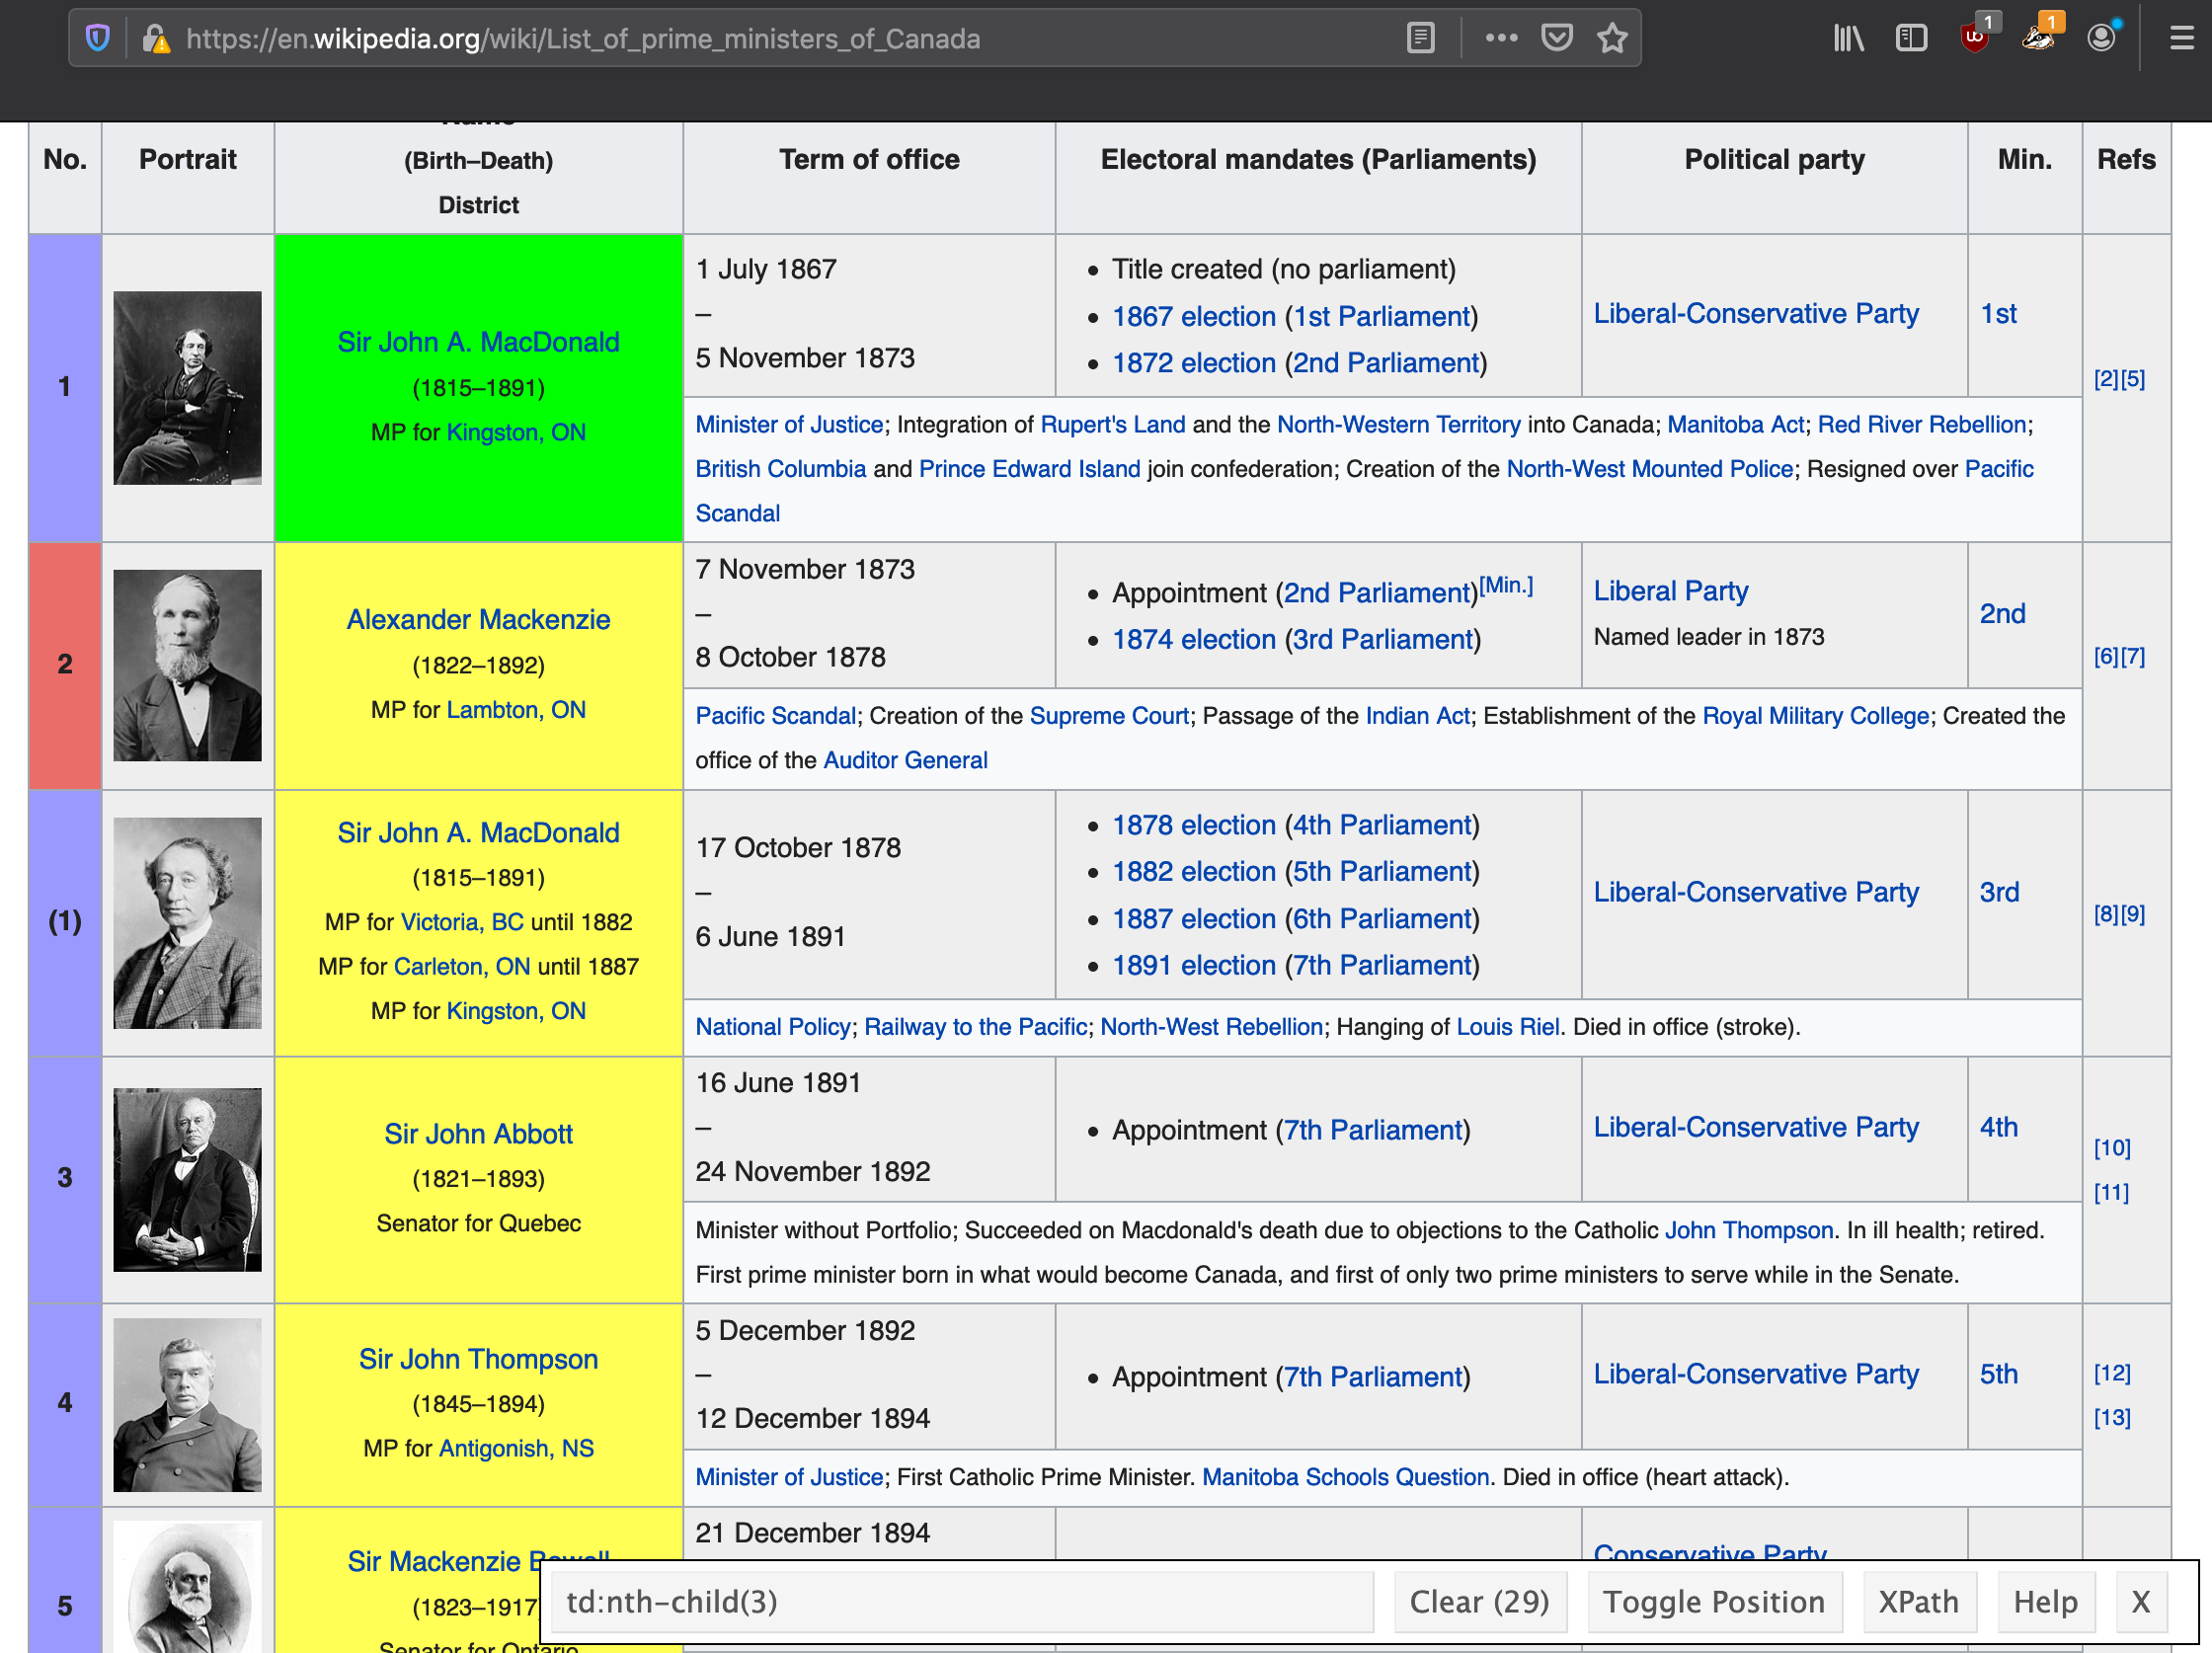 https://en.wikipedia.org/wiki/List_of_prime_ministers_of_Canada
1
1
No.
Portrait
Name
(Birth–Death)
District
Term of office
Electoral mandates (Parliaments)
Political party
Min.
Refs
1
Sir John A. MacDonald
(1815–1891)
MP for Kingston, ON
1 July 1867
–
5 November 1873
• Title created (no parliament)
• 1867 election (1st Parliament)
• 1872 election (2nd Parliament)
Liberal-Conservative Party
1st
[2][5]
Minister of Justice; Integration of Rupert's Land and the North-Western Territory into Canada; Manitoba Act; Red River Rebellion;
British Columbia and Prince Edward Island join confederation; Creation of the North-West Mounted Police; Resigned over Pacific
Scandal
2
Alexander Mackenzie
(1822–1892)
MP for Lambton, ON
7 November 1873
–
8 October 1878
• Appointment (2nd Parliament)[Min.]
• 1874 election (3rd Parliament)
Liberal Party
Named leader in 1873
2nd
[6][7]
Pacific Scandal; Creation of the Supreme Court; Passage of the Indian Act; Establishment of the Royal Military College; Created the
office of the Auditor General
(1)
Sir John A. MacDonald
(1815–1891)
MP for Victoria, BC until 1882
MP for Carleton, ON until 1887
MP for Kingston, ON
17 October 1878
–
6 June 1891
• 1878 election (4th Parliament)
• 1882 election (5th Parliament)
• 1887 election (6th Parliament)
• 1891 election (7th Parliament)
Liberal-Conservative Party
3rd
[8][9]
National Policy; Railway to the Pacific; North-West Rebellion; Hanging of Louis Riel. Died in office (stroke).
3
Sir John Abbott
(1821–1893)
Senator for Quebec
16 June 1891
–
24 November 1892
• Appointment (7th Parliament)
Liberal-Conservative Party
4th
[10]
[11]
Minister without Portfolio; Succeeded on Macdonald's death due to objections to the Catholic John Thompson. In ill health; retired.
First prime minister born in what would become Canada, and first of only two prime ministers to serve while in the Senate.
4
Sir John Thompson
(1845–1894)
MP for Antigonish, NS
5 December 1892
–
12 December 1894
• Appointment (7th Parliament)
Liberal-Conservative Party
5th
[12]
[13]
Minister of Justice; First Catholic Prime Minister. Manitoba Schools Question. Died in office (heart attack).
5
Sir Mackenzie Bowell
(1823–1917)
Senator for Ontario
21 December 1894
Conservative Party
td:nth-child(3)
Clear (29)
Toggle Position
XPath
Help
X